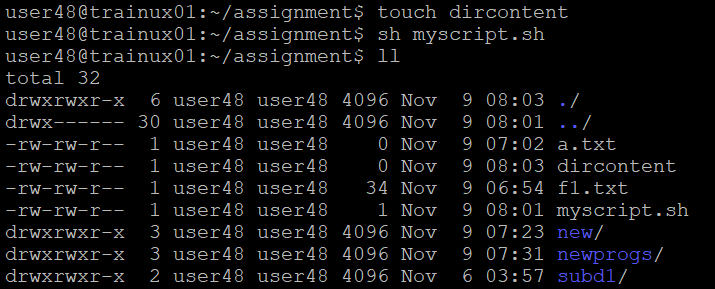 user48@trainux01:~/assignment$ touch dircontent
user48@trainux01:~/assignment$ sh myscript.sh
user48@trainux01:~/assignment$ ll
total 32
drwxrwxr-x  6 user48 user48 4096 Nov  9 08:03 ./
drwx------ 30 user48 user48 4096 Nov  9 08:01 ../
-rw-rw-r--  1 user48 user48    0 Nov  9 07:02 a.txt
-rw-rw-r--  1 user48 user48    0 Nov  9 08:03 dircontent
-rw-rw-r--  1 user48 user48   34 Nov  9 06:54 f1.txt
-rw-rw-r--  1 user48 user48    1 Nov  9 08:01 myscript.sh
drwxrwxr-x  3 user48 user48 4096 Nov  9 07:23 new/
drwxrwxr-x  3 user48 user48 4096 Nov  9 07:31 newprogs/
drwxrwxr-x  2 user48 user48 4096 Nov  6 03:57 subd1/